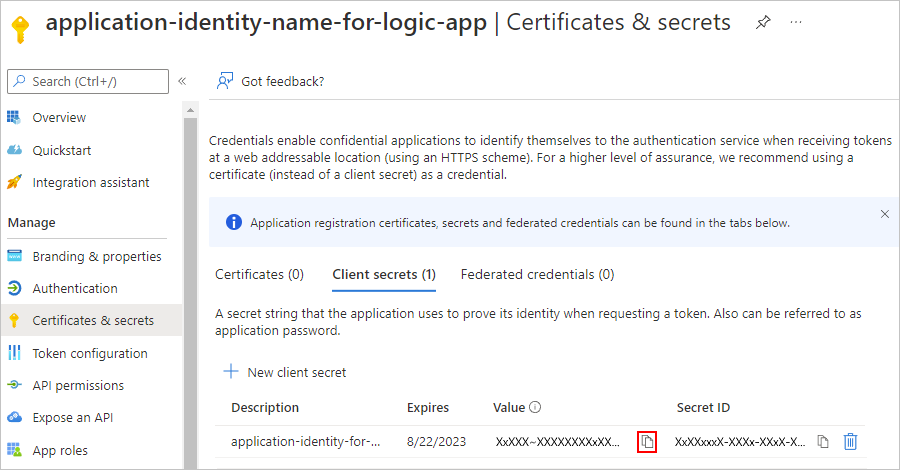 application-identity-name-for-logic-app | Certificates & secrets
Search (Ctrl+/)
Got feedback?
Overview
Quickstart
Integration assistant
Manage
Branding & properties
Authentication
Certificates & secrets
Token configuration
API permissions
Expose an API
App roles
Credentials enable confidential applications to identify themselves to the authentication service when receiving tokens
at a web addressable location (using an HTTPS scheme). For a higher level of assurance, we recommend using a
certificate (instead of a client secret) as a credential.
Application registration certificates, secrets and federated credentials can be found in the tabs below.
Certificates (0) Client secrets (1) Federated credentials (0)
A secret string that the application uses to prove its identity when requesting a token. Also can be referred to as
application password.
New client secret
Description Expires Value Secret ID
application-identity-for-... 8/22/2023 XxXXX~XXXXXXXXxXX... XxXXxxxX-XXXx-XXxX-X...